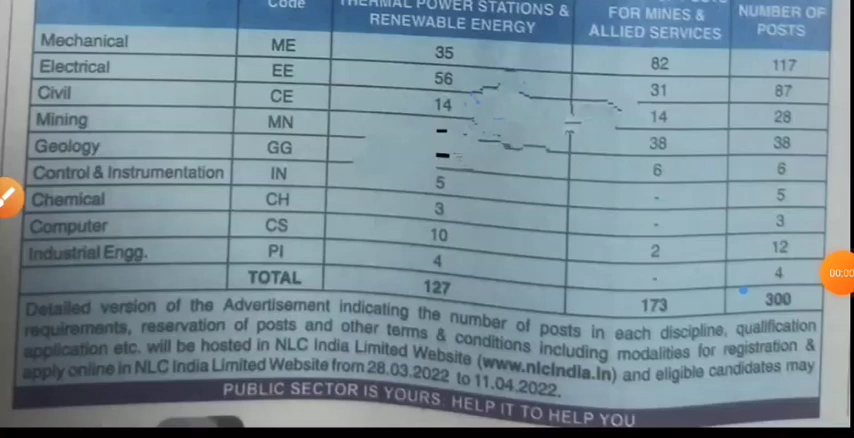 Code THERMAL POWER STATIONS & RENEWABLE ENERGY FOR MINES & ALLIED SERVICES NUMBER OF POSTS
Mechanical ME 35 82 117
Electrical EE 56 31 87
Civil CE 14 14 28
Mining MN - 38 38
Geology GG - 6 6
Control & Instrumentation IN 5 - 5
Chemical CH 3 - 3
Computer CS 10 2 12
Industrial Engg. PI 4 - 4
TOTAL 127 173 300
Detailed version of the Advertisement indicating the number of posts in each discipline, qualification
requirements, reservation of posts and other terms & conditions including modalities for registration &
application etc. will be hosted in NLC India Limited Website (www.nlcindia.in) and eligible candidates may
apply online in NLC India Limited Website from 28.03.2022 to 11.04.2022.
PUBLIC SECTOR IS YOURS. HELP IT TO HELP YOU
00:00